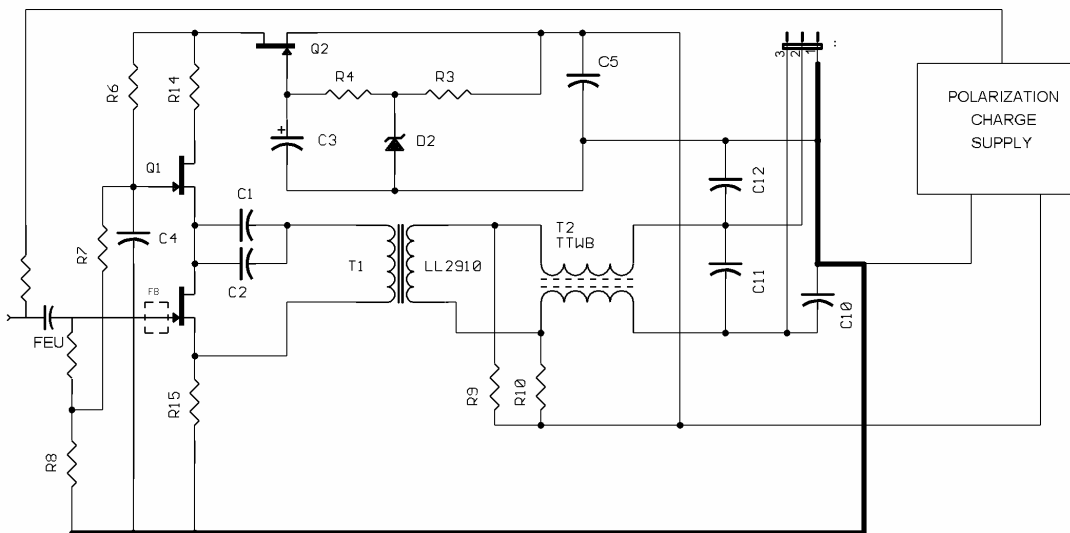 Q2
R6
R14
R4
R3
C5
3
2
1
:
POLARIZATION
CHARGE
SUPPLY
+
C3
D2
Q1
C12
C1
R7
C4
T2
TTWB
T1
LL2910
C2
C11
FB
C10
FEU
R15
R9
R10
R8